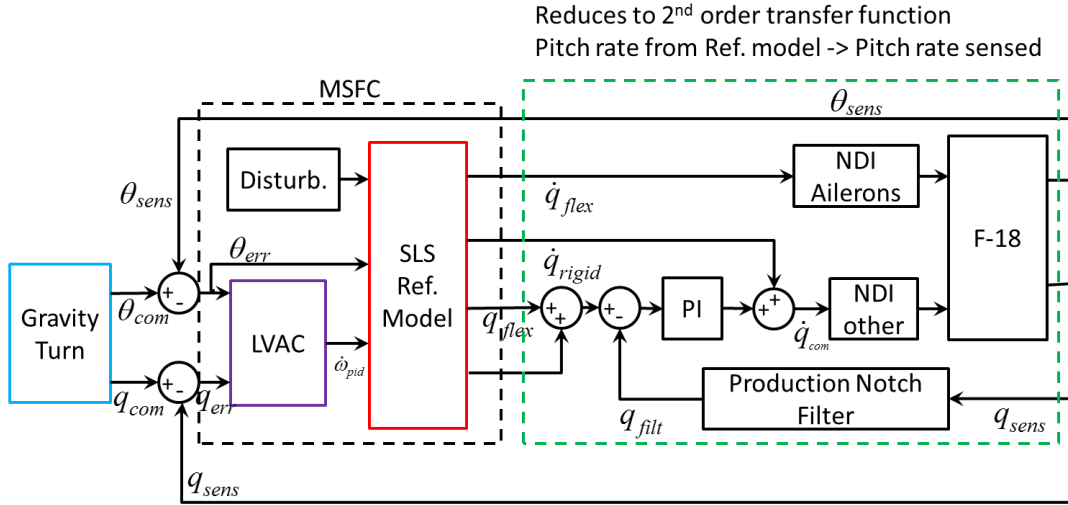 Reduces to 2nd order transfer function
Pitch rate from Ref. model -> Pitch rate sensed
MSFC
θsens
Disturb.
NDI
Ailerons
θsens
q̇flex
F-18
θerr
SLS
Ref.
Model
q̇rigid
Gravity
Turn
θcom
+
-
LVAC
ω̇pid
qflex
+
+
+
-
PI
+
+
q̇com
NDI
other
qcom
+
-
qerr
Production Notch
Filter
qfilt
qsens
qsens